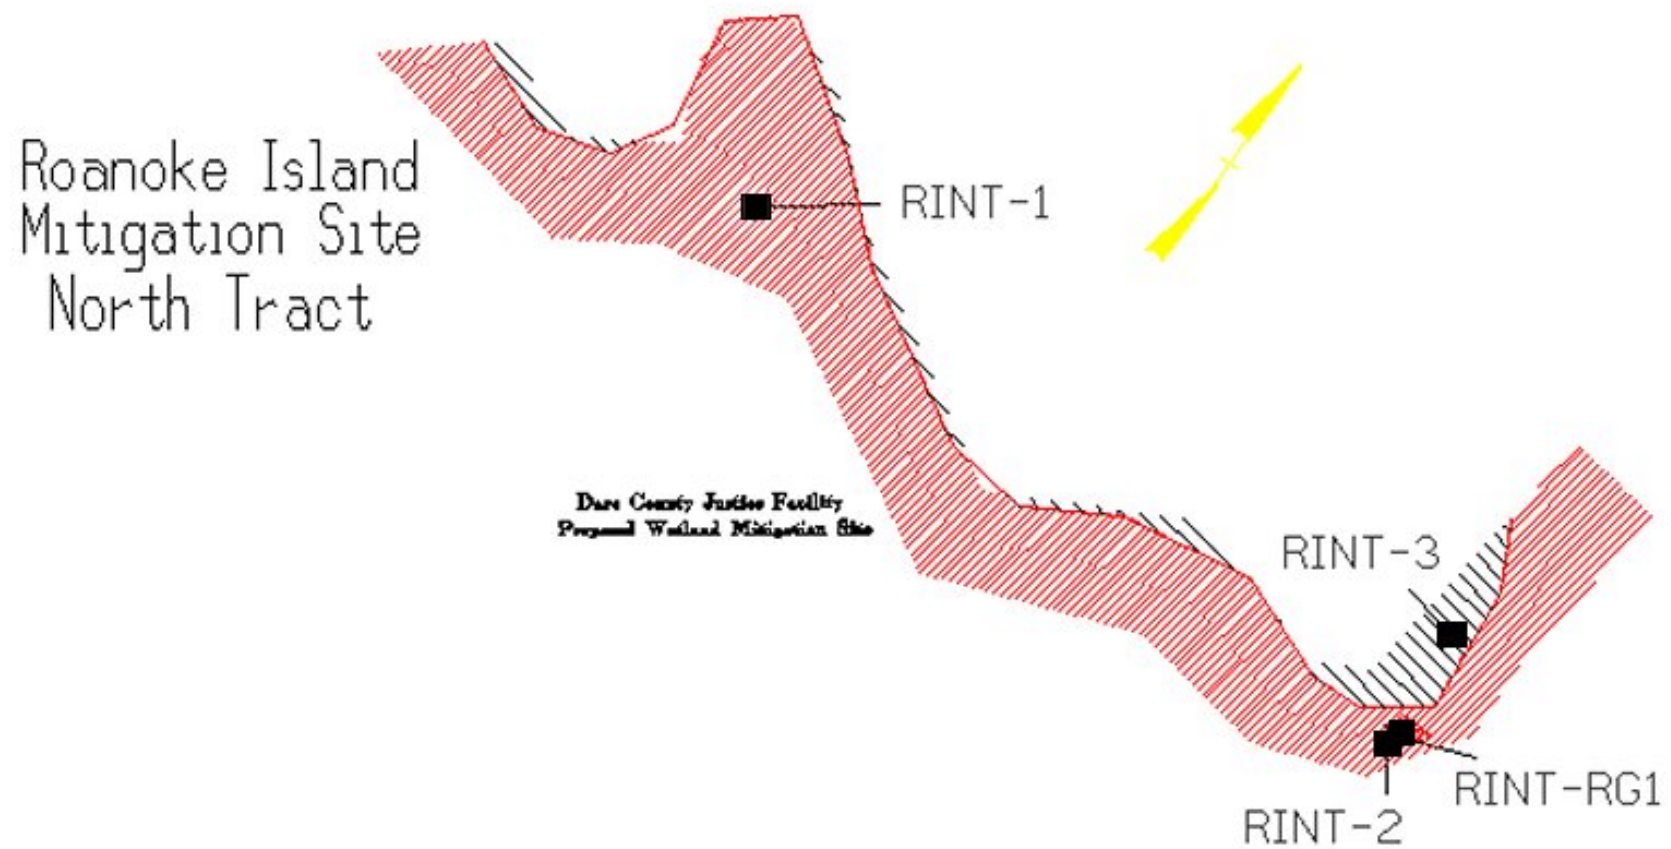 Roanoke Island
Mitigation Site
North Tract
RINT-1
Dare County Justice Facility
Proposed Wetland Mitigation Site
RINT-3
RINT-RG1
RINT-2